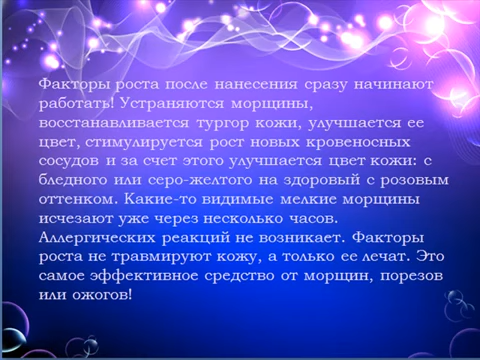 Факторы роста после нанесения сразу начинают
работать! Устраняются морщины,
восстанавливается тургор кожи, улучшается ее
цвет, стимулируется рост новых кровеносных
сосудов и за счет этого улучшается цвет кожи: с
бледного или серо-желтого на здоровый с розовым
оттенком. Какие-то видимые мелкие морщины
исчезают уже через несколько часов.
Аллергических реакций не возникает. Факторы
роста не травмируют кожу, а только ее лечат. Это
самое эффективное средство от морщин, порезов
или ожогов!